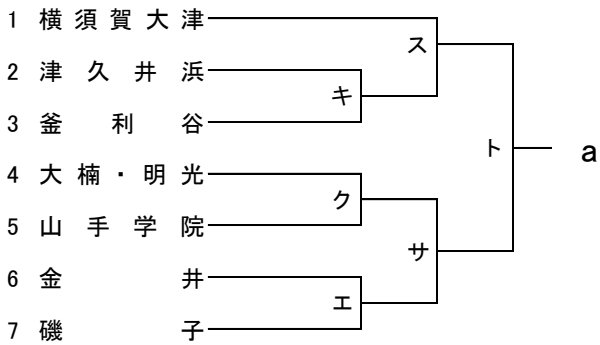 1 横須賀大津
ス
2 津久井浜
キ
3 釜利谷
ト
a
4 大楠・明光
ク
5 山手学院
サ
6 金井
エ
7 磯子